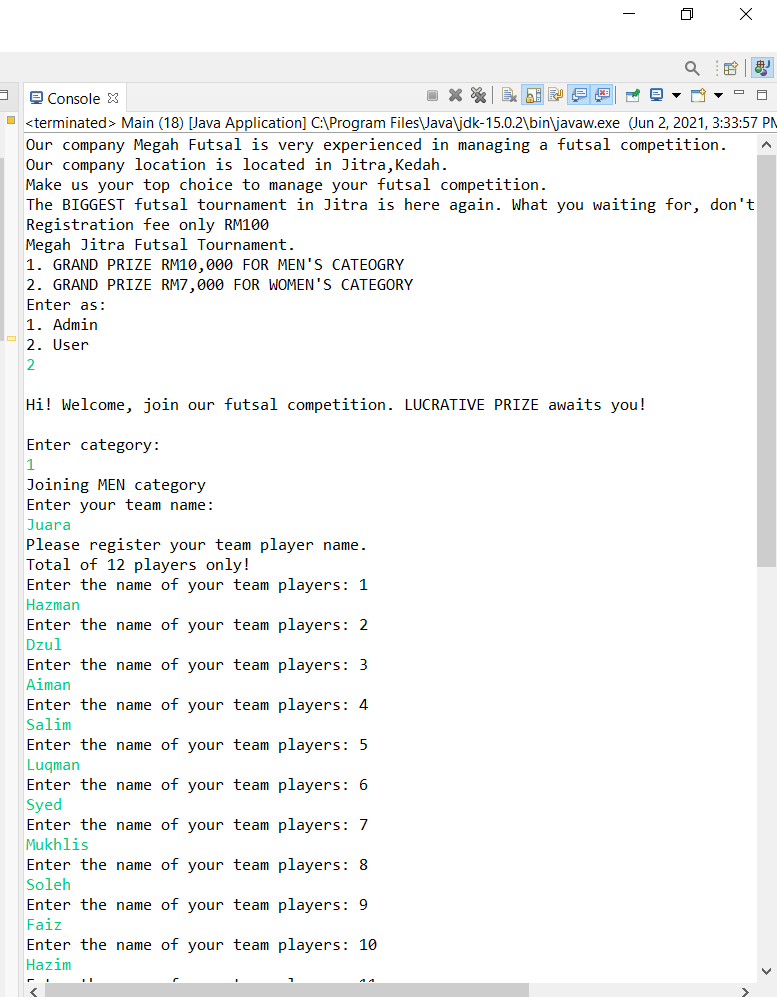 Console
<terminated> Main (18) [Java Application] C:\Program Files\Java\jdk-15.0.2\bin\javaw.exe (Jun 2, 2021, 3:33:57 PM
Our company Megah Futsal is very experienced in managing a futsal competition.
Our company location is located in Jitra,Kedah.
Make us your top choice to manage your futsal competition.
The BIGGEST futsal tournament in Jitra is here again. What you waiting for, don't
Registration fee only RM100
Megah Jitra Futsal Tournament.
1. GRAND PRIZE RM10,000 FOR MEN'S CATEOGRY
2. GRAND PRIZE RM7,000 FOR WOMEN'S CATEGORY
Enter as:
1. Admin
2. User
2
Hi! Welcome, join our futsal competition. LUCRATIVE PRIZE awaits you!
Enter category:
1
Joining MEN category
Enter your team name:
Juara
Please register your team player name.
Total of 12 players only!
Enter the name of your team players: 1
Hazman
Enter the name of your team players: 2
Dzul
Enter the name of your team players: 3
Aiman
Enter the name of your team players: 4
Salim
Enter the name of your team players: 5
Luqman
Enter the name of your team players: 6
Syed
Enter the name of your team players: 7
Mukhlis
Enter the name of your team players: 8
Soleh
Enter the name of your team players: 9
Faiz
Enter the name of your team players: 10
Hazim